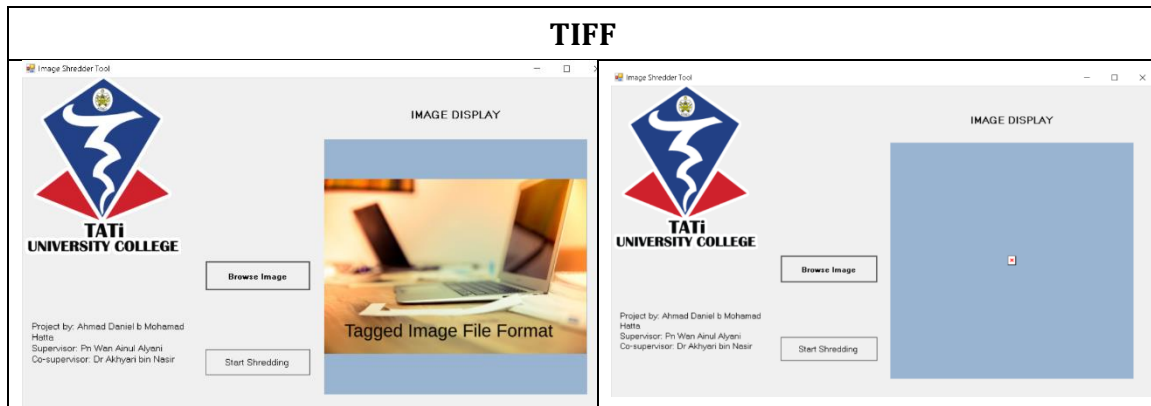 TIFF
Image Shredder Tool
IMAGE DISPLAY
TATi
UNIVERSITY COLLEGE
Browse Image
Tagged Image File Format
Project by: Ahmad Daniel b Mohamad
Hatta
Supervisor: Pn Wan Ainul Alyani
Co-supervisor: Dr Akhyari bin Nasir
Start Shredding
Image Shredder Tool
IMAGE DISPLAY
TATi
UNIVERSITY COLLEGE
Browse Image
Project by: Ahmad Daniel b Mohamad
Hatta
Supervisor: Pn Wan Ainul Alyani
Co-supervisor: Dr Akhyari bin Nasir
Start Shredding